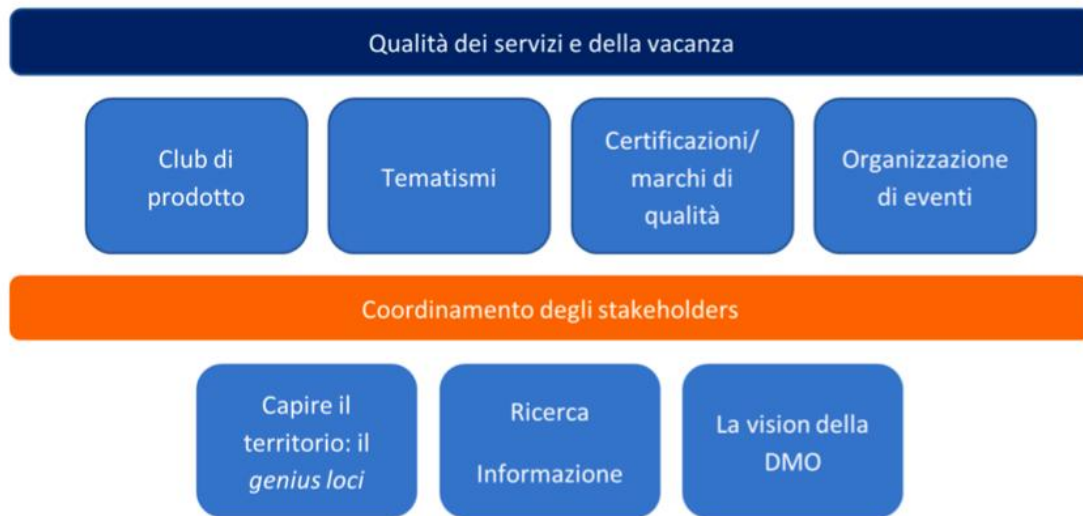 Qualità dei servizi e della vacanza
Club di
prodotto
Tematismi
Certificazioni/
marchi di
qualità
Organizzazione
di eventi
Coordinamento degli stakeholders
Capire il
territorio: il
genius loci
Ricerca
Informazione
La vision della
DMO